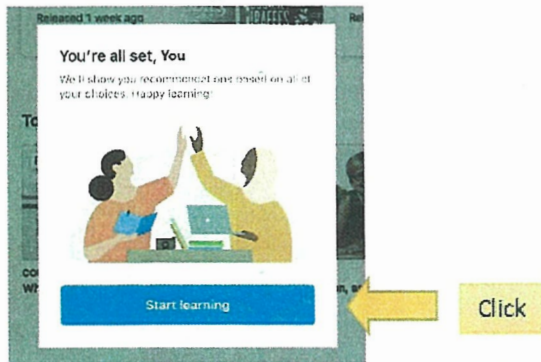 Released 1 week ago
You're all set, You
We'll show you recommendations based on all of
your choices. Happy learning!
To
Start learning
Click